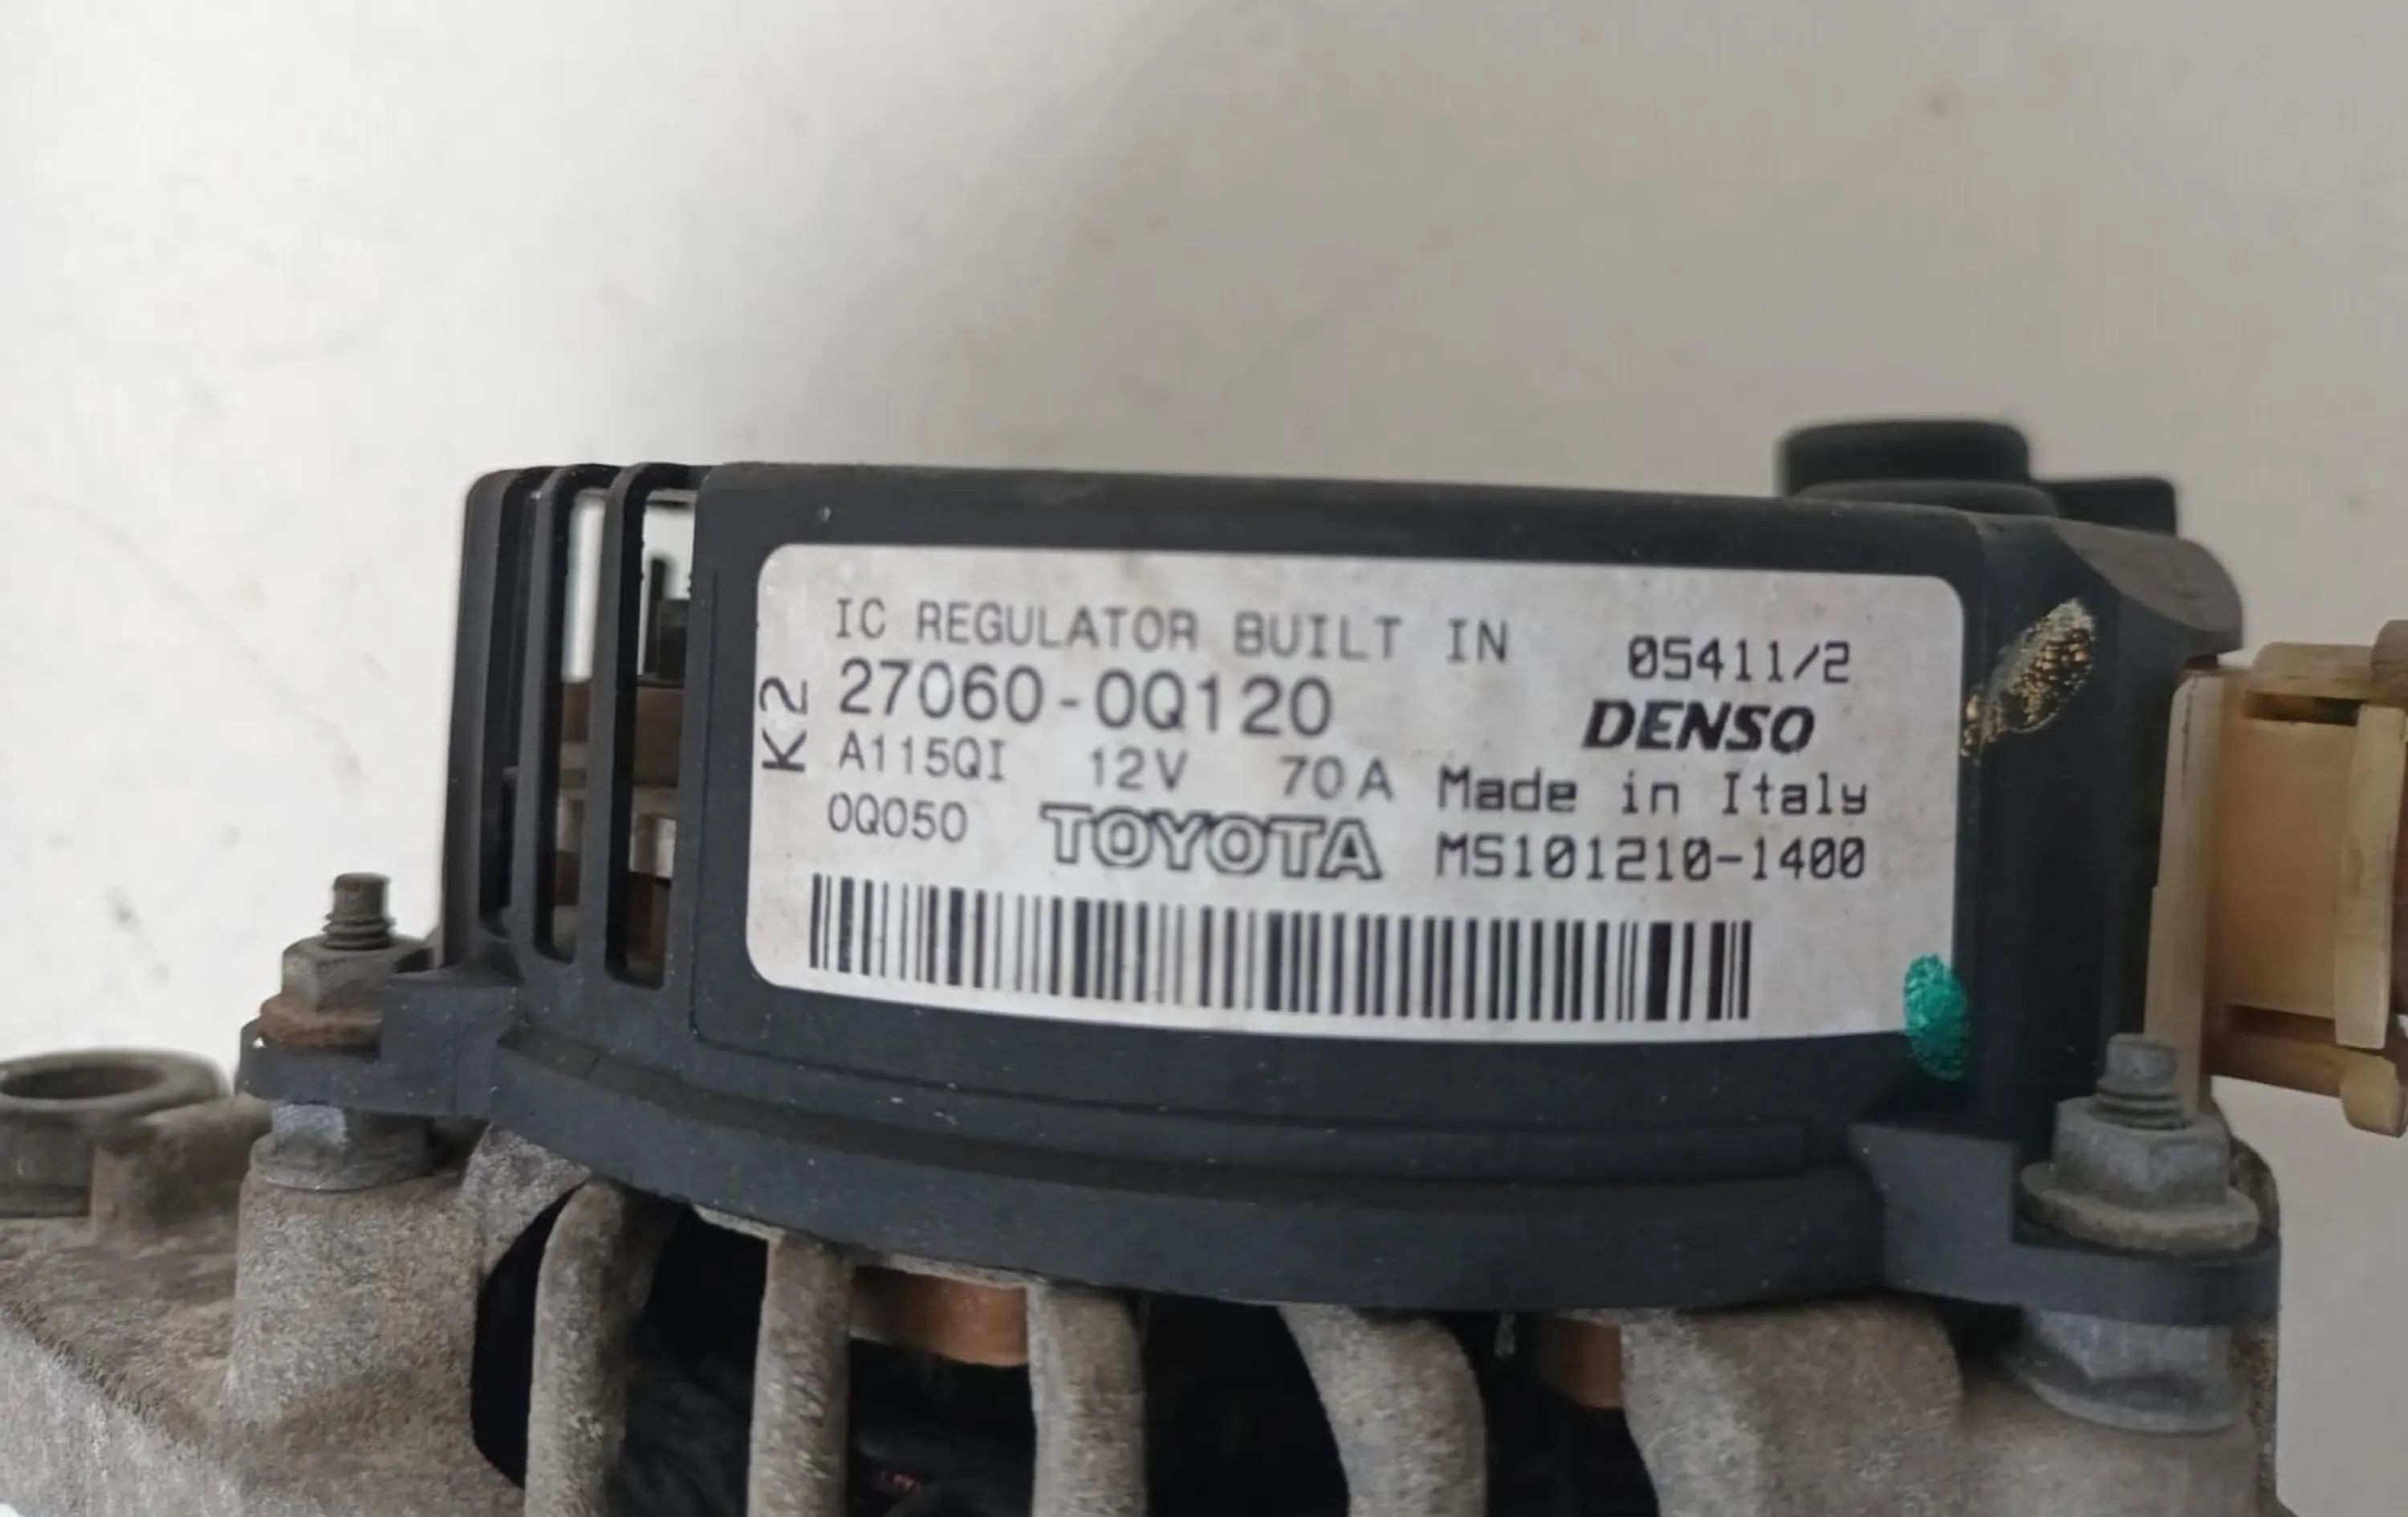 IC REGULATOR BUILT IN
05411/2
K2
27060-0Q120
DENSO
A115QI 12V 70A Made in Italy
0Q050 TOYOTA MS101210-1400